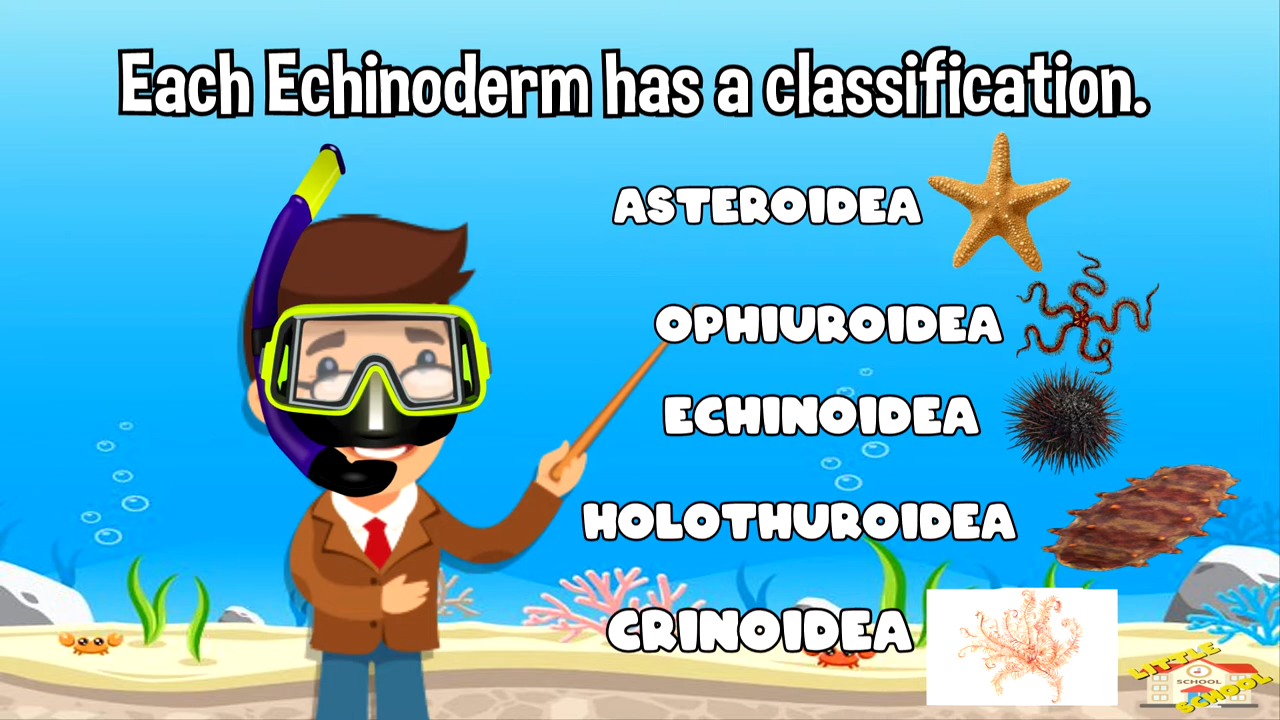 Each Echinoderm has a classification.
ASTEROIDEA
OPHIUROIDEA
ECHINOIDEA
HOLOTHUROIDEA
CRINOIDEA
LITTLE
SCHOOL
SCHOOL